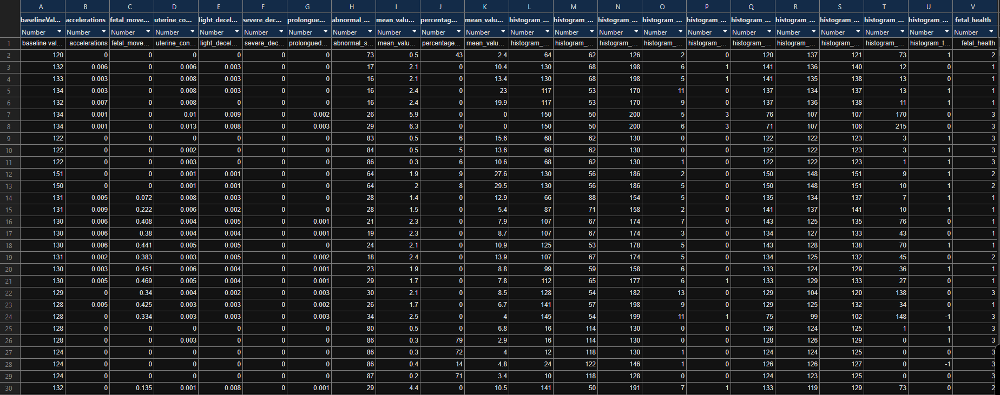 A B C D E F G H I J K L M N O P Q R S T U V
baselineVal... accelerations fetal_move... uterine_co... light_decel... severe_dec... prolongue... abnormal_... mean_valu... percentag... mean_valu... histogram_... histogram_... histogram_... histogram_... histogram_... histogram_... histogram_... histogram_... histogram_... histogram_... fetal_health
Number Number Number Number Number Number Number Number Number Number Number Number Number Number Number Number Number Number Number Number Number Number
1 baseline val... accelerations fetal_move... uterine_con... light_decel... severe_dec... prolongued... abnormal_s... mean_valu... percentage... mean_valu... histogram_... histogram_... histogram_... histogram_... histogram_... histogram_... histogram_... histogram_... histogram_... histogram_t... fetal_health
2 120 0 0 0 0 0 0 73 0.5 43 2.4 64 62 126 2 0 120 137 121 73 1 2
3 132 0.006 0 0.006 0.003 0 0 17 2.1 0 10.4 130 68 198 6 1 141 136 140 12 0 1
4 133 0.003 0 0.008 0.003 0 0 16 2.1 0 13.4 130 68 198 5 1 141 135 138 13 0 1
5 134 0.003 0 0.008 0.003 0 0 16 2.4 0 23 117 53 170 11 0 137 134 137 13 1 1
6 132 0.007 0 0.008 0 0 0 16 2.4 0 19.9 117 53 170 9 0 137 136 138 11 1 1
7 134 0.001 0 0.01 0.009 0 0.002 26 5.9 0 0 150 50 200 5 3 76 107 107 170 0 3
8 134 0.001 0 0.013 0.008 0 0.003 29 6.3 0 0 150 50 200 6 3 71 107 106 215 0 3
9 122 0 0 0 0 0 0 83 0.5 6 15.6 68 62 130 0 0 122 122 123 3 1 3
10 122 0 0 0.002 0 0 0 84 0.5 5 13.6 68 62 130 0 0 122 122 123 3 1 3
11 122 0 0 0.003 0 0 0 86 0.3 6 10.6 68 62 130 1 0 122 122 123 1 1 3
12 151 0 0 0.001 0.001 0 0 64 1.9 9 27.6 130 56 186 2 0 150 148 151 9 1 2
13 150 0 0 0.001 0.001 0 0 64 2 8 29.5 130 56 186 5 0 150 148 151 10 1 2
14 131 0.005 0.072 0.008 0.003 0 0 28 1.4 0 12.9 66 88 154 5 0 135 134 137 7 1 1
15 131 0.009 0.222 0.006 0.002 0 0 28 1.5 0 5.4 87 71 158 2 0 141 137 141 10 1 1
16 130 0.006 0.408 0.004 0.005 0 0.001 21 2.3 0 7.9 107 67 174 7 0 143 125 135 76 0 1
17 130 0.006 0.38 0.004 0.004 0 0.001 19 2.3 0 8.7 107 67 174 3 0 134 127 133 43 0 1
18 130 0.006 0.441 0.005 0.005 0 0 24 2.1 0 10.9 125 53 178 5 0 143 128 138 70 1 1
19 131 0.002 0.383 0.003 0.005 0 0.002 18 2.4 0 13.9 107 67 174 5 0 134 125 132 45 0 2
20 130 0.003 0.451 0.006 0.004 0 0.001 23 1.9 0 8.8 99 59 158 6 0 133 124 129 36 1 1
21 130 0.005 0.469 0.005 0.004 0 0.001 29 1.7 0 7.8 112 65 177 6 1 133 129 133 27 0 1
22 129 0 0.34 0.004 0.002 0 0.003 30 2.1 0 8.5 128 54 182 13 0 129 104 120 138 0 3
23 128 0.005 0.425 0.003 0.003 0 0.002 26 1.7 0 6.7 141 57 198 9 0 129 125 132 34 0 1
24 128 0 0.334 0.003 0.003 0 0.003 34 2.5 0 4 145 54 199 11 1 75 99 102 148 -1 3
25 128 0 0 0 0 0 0 80 0.5 0 6.8 16 114 130 0 0 126 124 125 1 1 3
26 128 0 0 0.003 0 0 0 86 0.3 79 2.9 16 114 130 0 0 128 126 129 0 1 3
27 124 0 0 0 0 0 0 86 0.3 72 4 12 118 130 1 0 124 124 125 0 0 3
28 124 0 0 0 0 0 0 86 0.4 14 4.8 24 122 146 1 0 126 126 127 0 -1 3
29 124 0 0 0 0 0 0 87 0.2 71 3.4 10 118 128 0 0 124 123 125 0 0 3
30 132 0 0.135 0.001 0.008 0 0.001 29 4.4 0 10.5 141 50 191 7 1 133 119 129 73 0 2